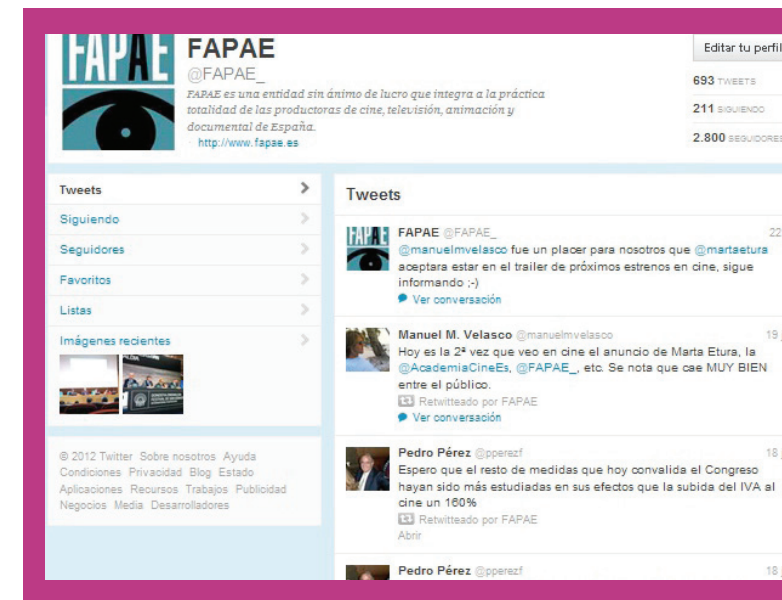 FAPAE
FAPAE
@FAPAE_
FAPAE es una entidad sin ánimo de lucro que integra a la práctica
totalidad de las productoras de cine, televisión, animación y
documental de España.
http://www.fapae.es
Editar tu perfil
693 TWEETS
211 SIGUIENDO
2.800 SEGUIDORES
Tweets
Siguiendo
Seguidores
Favoritos
Listas
Imágenes recientes
© 2012 Twitter Sobre nosotros Ayuda
Condiciones Privacidad Blog Estado
Aplicaciones Recursos Trabajos Publicidad
Negocios Media Desarrolladores
Tweets
FAPAE
FAPAE @FAPAE_ 22
@manuelmvelasco fue un placer para nosotros que @martaetura
aceptara estar en el trailer de próximos estrenos en cine, sigue
informando ;-)
Ver conversación
Manuel M. Velasco @manuelmvelasco 19 j
Hoy es la 2ª vez que veo en cine el anuncio de Marta Etura, la
@AcademiaCineEs, @FAPAE_, etc. Se nota que cae MUY BIEN
entre el público.
Retwitteado por FAPAE
Ver conversación
Pedro Pérez @pperezf 18 j
Espero que el resto de medidas que hoy convalida el Congreso
hayan sido más estudiadas en sus efectos que la subida del IVA al
cine un 160%
Retwitteado por FAPAE
Abrir
Pedro Pérez @pperezf 18 j